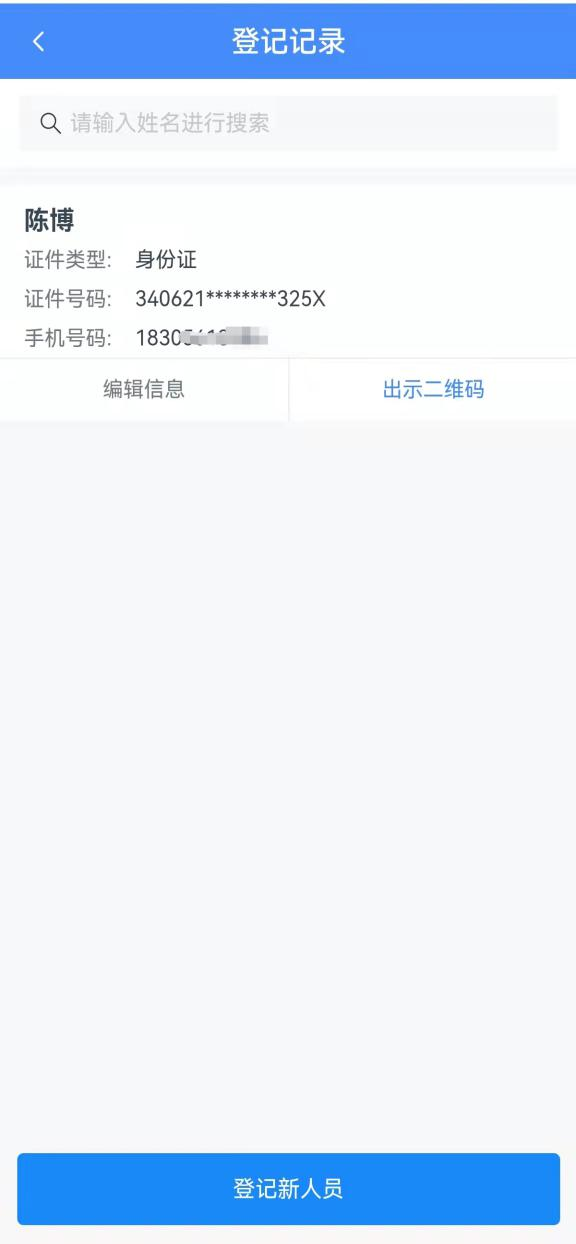 登记记录
请输入姓名进行搜索
陈博
证件类型: 身份证
证件号码: 340621********325X
手机号码: 18305
编辑信息 出示二维码
登记新人员